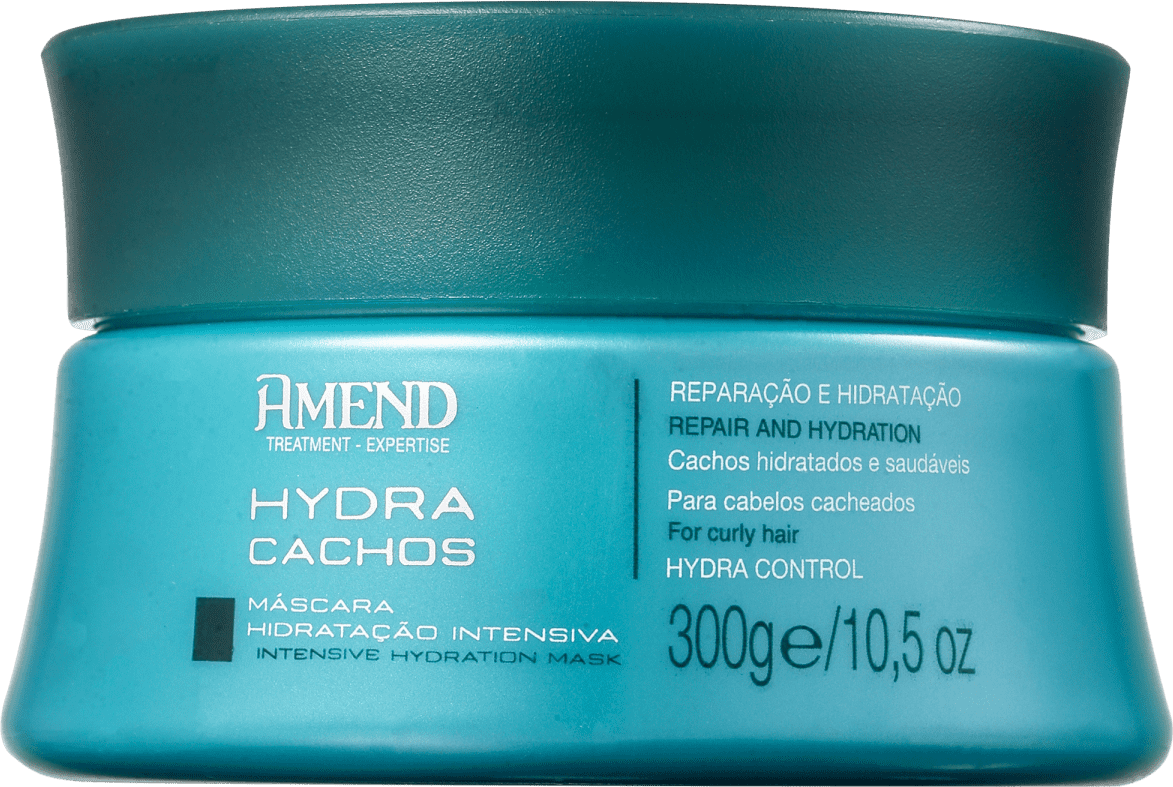 AMEND
TREATMENT - EXPERTISE
HYDRA
CACHOS
MÁSCARA
HIDRATAÇÃO INTENSIVA
INTENSIVE HYDRATION MASK
REPARAÇÃO E HIDRATAÇÃO
REPAIR AND HYDRATION
Cachos hidratados e saudáveis
Para cabelos cacheados
For curly hair
HYDRA CONTROL
300g℮/10,5 oz